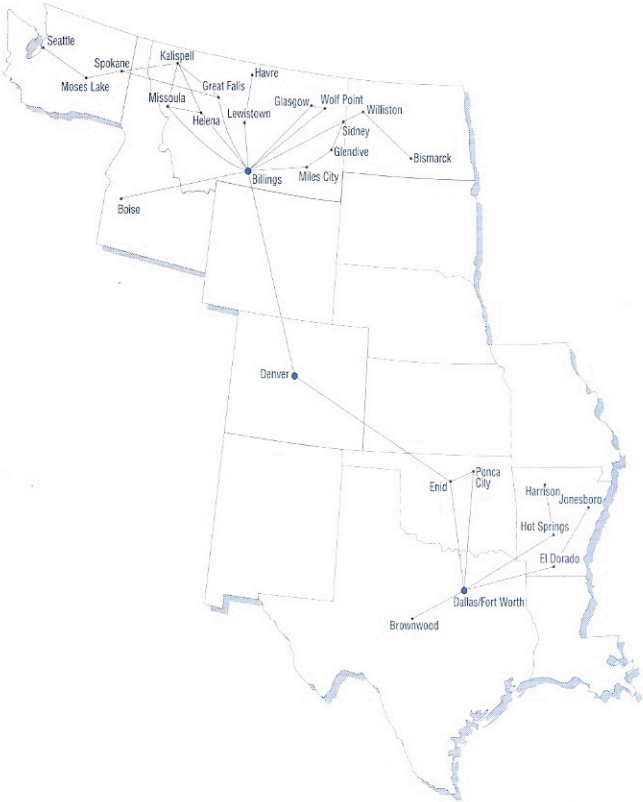 Seattle
Kalispell
Spokane
Havre
Moses Lake
Great Falls
Missoula
Glasgow
Wolf Point
Williston
Helena
Lewistown
Sidney
Glendive
Bismarck
Billings
Miles City
Boise
Denver
Ponca
City
Enid
Harrison
Jonesboro
Hot Springs
El Dorado
Dallas/Fort Worth
Brownwood